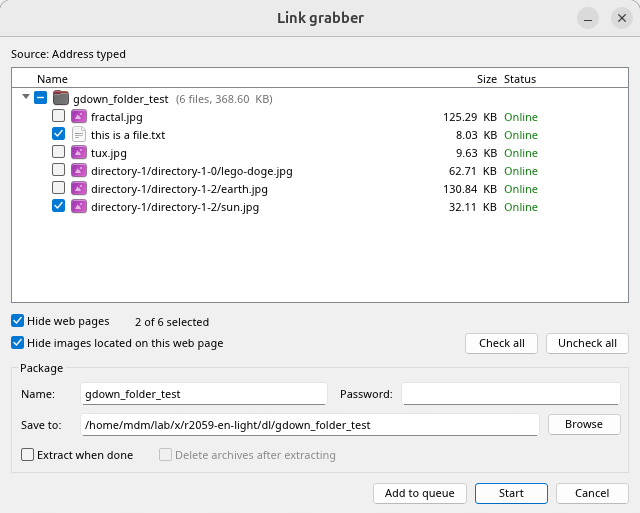 Link grabber
Source: Address typed
Name Size Status
gdown_folder_test (6 files, 368.60 KB)
fractal.jpg 125.29 KB Online
this is a file.txt 8.03 KB Online
tux.jpg 9.63 KB Online
directory-1/directory-1-0/lego-doge.jpg 62.71 KB Online
directory-1/directory-1-2/earth.jpg 130.84 KB Online
directory-1/directory-1-2/sun.jpg 32.11 KB Online
Hide web pages 2 of 6 selected
Hide images located on this web page Check all Uncheck all
Package
Name: gdown_folder_test Password:
Save to: /home/mdm/lab/x/r2059-en-light/dl/gdown_folder_test Browse
Extract when done Delete archives after extracting
Add to queue Start Cancel